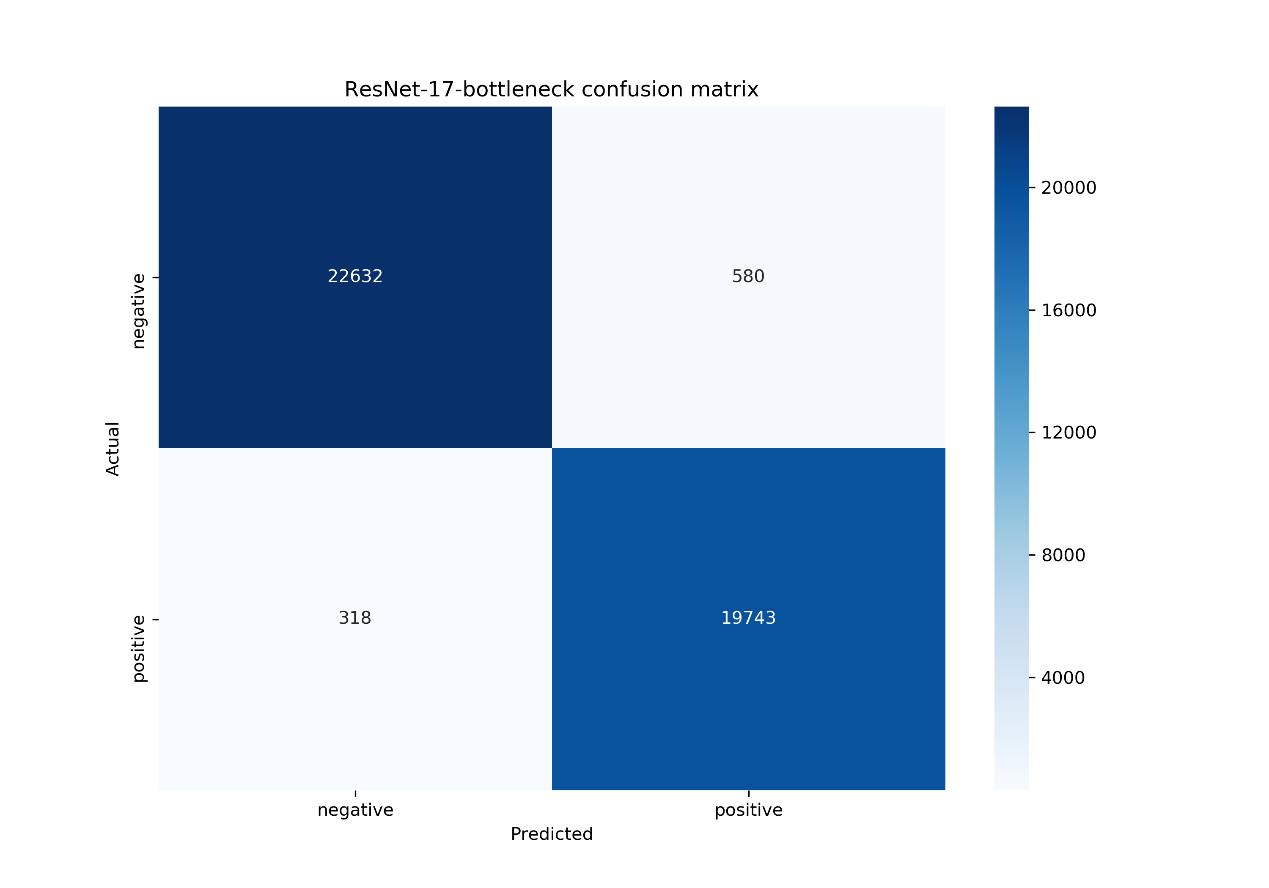 ResNet-17-bottleneck confusion matrix
22632
580
318
19743
negative
positive
Actual
negative
positive
Predicted
20000
16000
12000
8000
4000